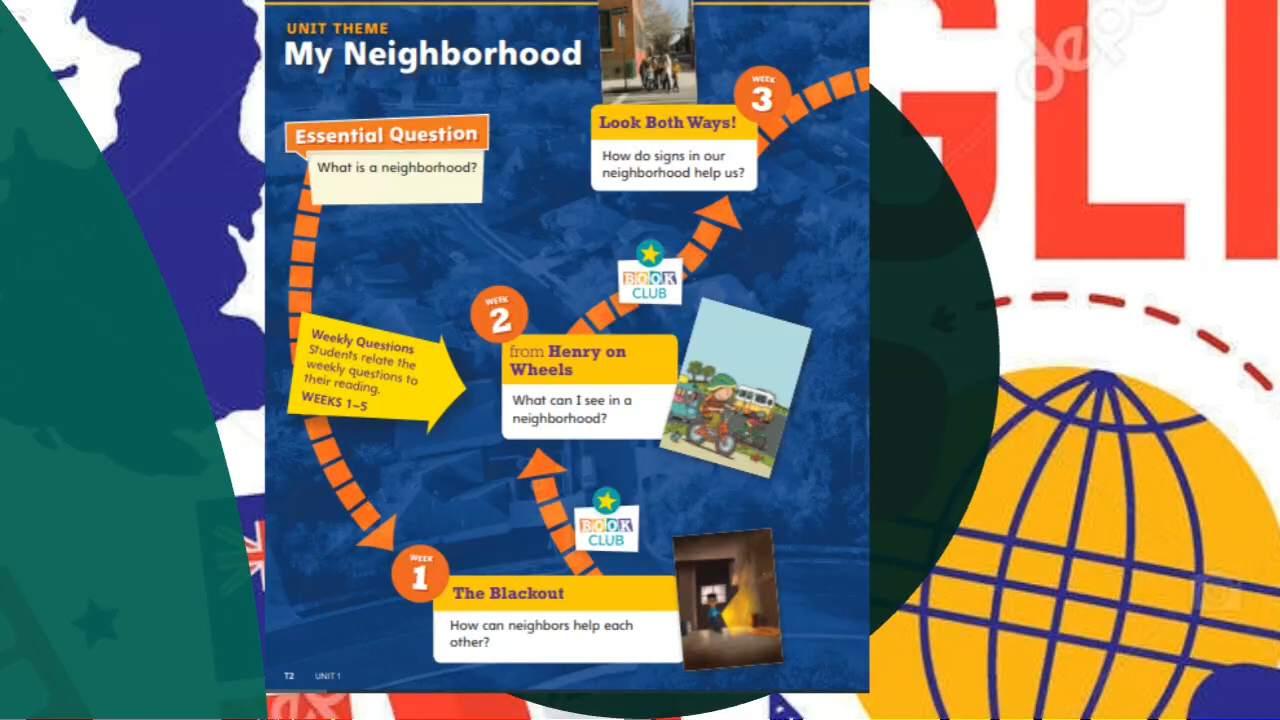 UNIT THEME
My Neighborhood
Essential Question
What is a neighborhood?
WEEK
3
Look Both Ways!
How do signs in our
neighborhood help us?
BOOK
CLUB
WEEK
2
from Henry on
Wheels
What can I see in a
neighborhood?
Weekly Questions
Students relate the
weekly questions to
their reading.
WEEKS 1–5
BOOK
CLUB
WEEK
1
The Blackout
How can neighbors help each
other?
T2 UNIT 1
GLI
depo